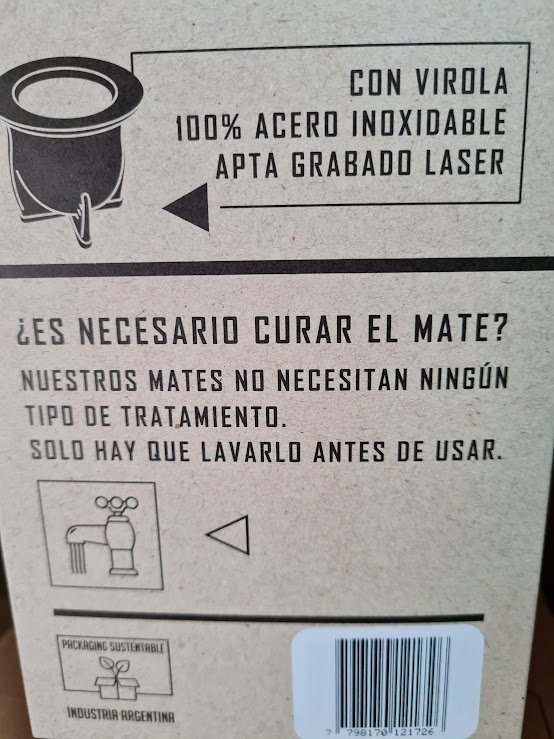 CON VIROLA
100% ACERO INOXIDABLE
APTA GRABADO LASER
¿ES NECESARIO CURAR EL MATE?
NUESTROS MATES NO NECESITAN NINGÚN
TIPO DE TRATAMIENTO.
SOLO HAY QUE LAVARLO ANTES DE USAR.
PACKAGING SUSTENTABLE
INDUSTRIA ARGENTINA
7 798170 121726